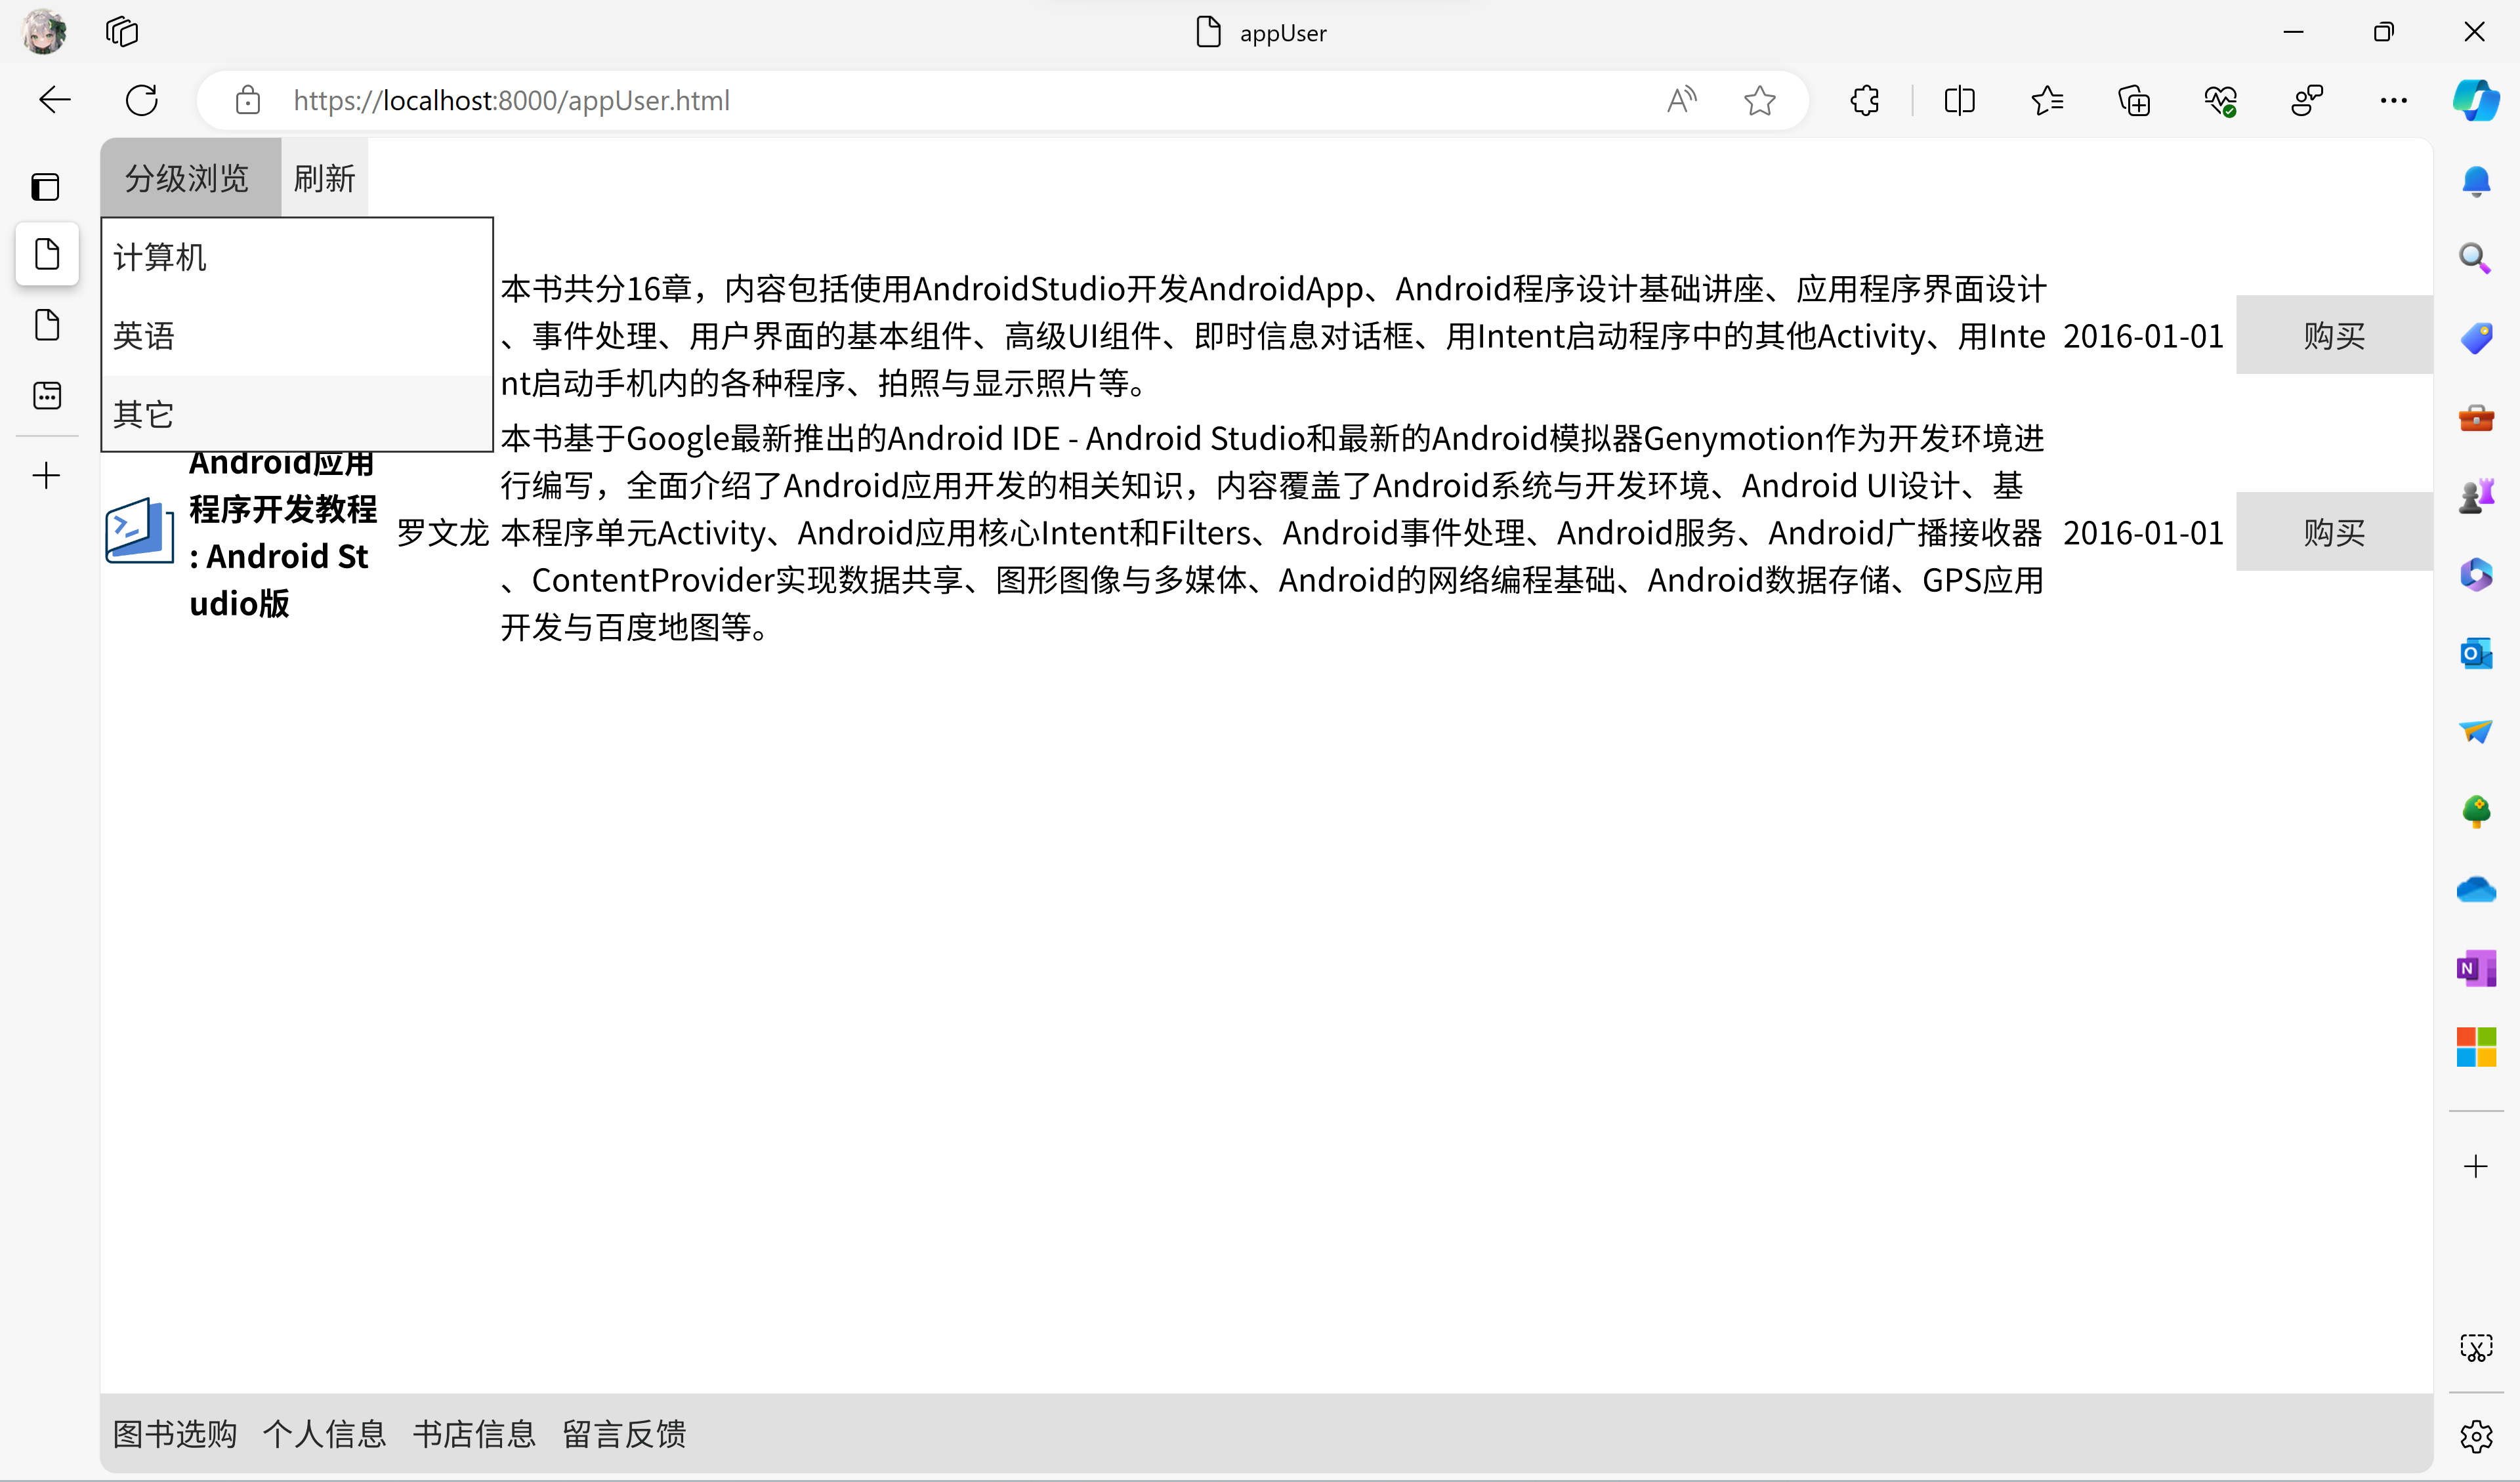 appUser
https://localhost:8000/appUser.html
分级浏览 刷新
计算机
英语
其它
本书共分16章，内容包括使用AndroidStudio开发AndroidApp、Android程序设计基础讲座、应用程序界面设计
、事件处理、用户界面的基本组件、高级UI组件、即时信息对话框、用Intent启动程序中的其他Activity、用Inte
nt启动手机内的各种程序、拍照与显示照片等。
2016-01-01
购买
Android应用
程序开发教程
: Android St
udio版
罗文龙
本书基于Google最新推出的Android IDE - Android Studio和最新的Android模拟器Genymotion作为开发环境进
行编写，全面介绍了Android应用开发的相关知识，内容覆盖了Android系统与开发环境、Android UI设计、基
本程序单元Activity、Android应用核心Intent和Filters、Android事件处理、Android服务、Android广播接收器
、ContentProvider实现数据共享、图形图像与多媒体、Android的网络编程基础、Android数据存储、GPS应用
开发与百度地图等。
2016-01-01
购买
图书选购 个人信息 书店信息 留言反馈